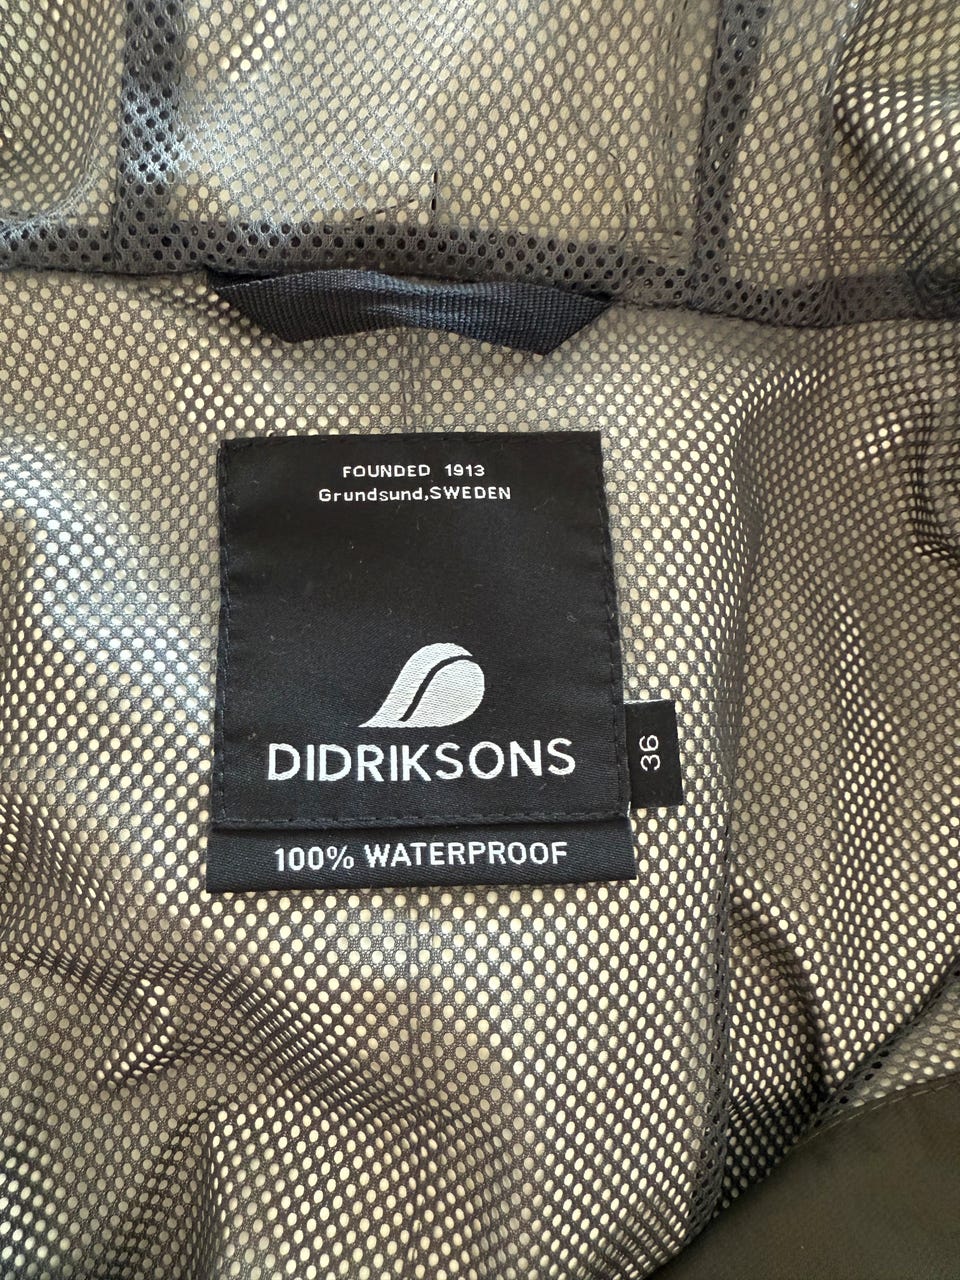 FOUNDED 1913
Grundsund,SWEDEN
DIDRIKSONS
36
100% WATERPROOF